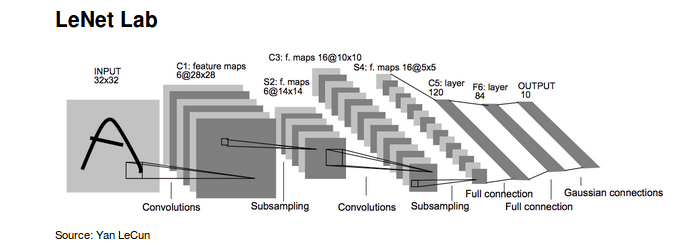 LeNet Lab
INPUT
32x32
C1: feature maps
6@28x28
S2: f. maps
6@14x14
C3: f. maps 16@10x10
S4: f. maps 16@5x5
C5: layer
120
F6: layer
84
OUTPUT
10
Convolutions
Subsampling
Convolutions
Subsampling
Full connection
Full connection
Gaussian connections
Source: Yan LeCun